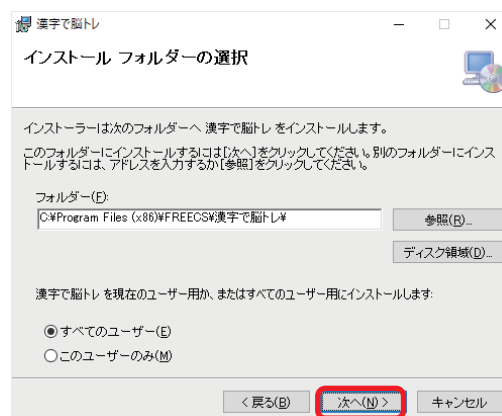 漢字で脳トレ
インストール フォルダーの選択
インストーラーは次のフォルダーへ 漢字で脳トレ をインストールします。
このフォルダーにインストールするには[次へ]をクリックしてください。別のフォルダーにインス
トールするには、アドレスを入力するか[参照]をクリックしてください。
フォルダー(F):
C:¥Program Files (x86)¥FREECS¥漢字で脳トレ¥
参照(R)...
ディスク領域(D)...
漢字で脳トレ を現在のユーザー用か、またはすべてのユーザー用にインストールします:
すべてのユーザー(E)
このユーザーのみ(M)
< 戻る(B)
次へ(N) >
キャンセル